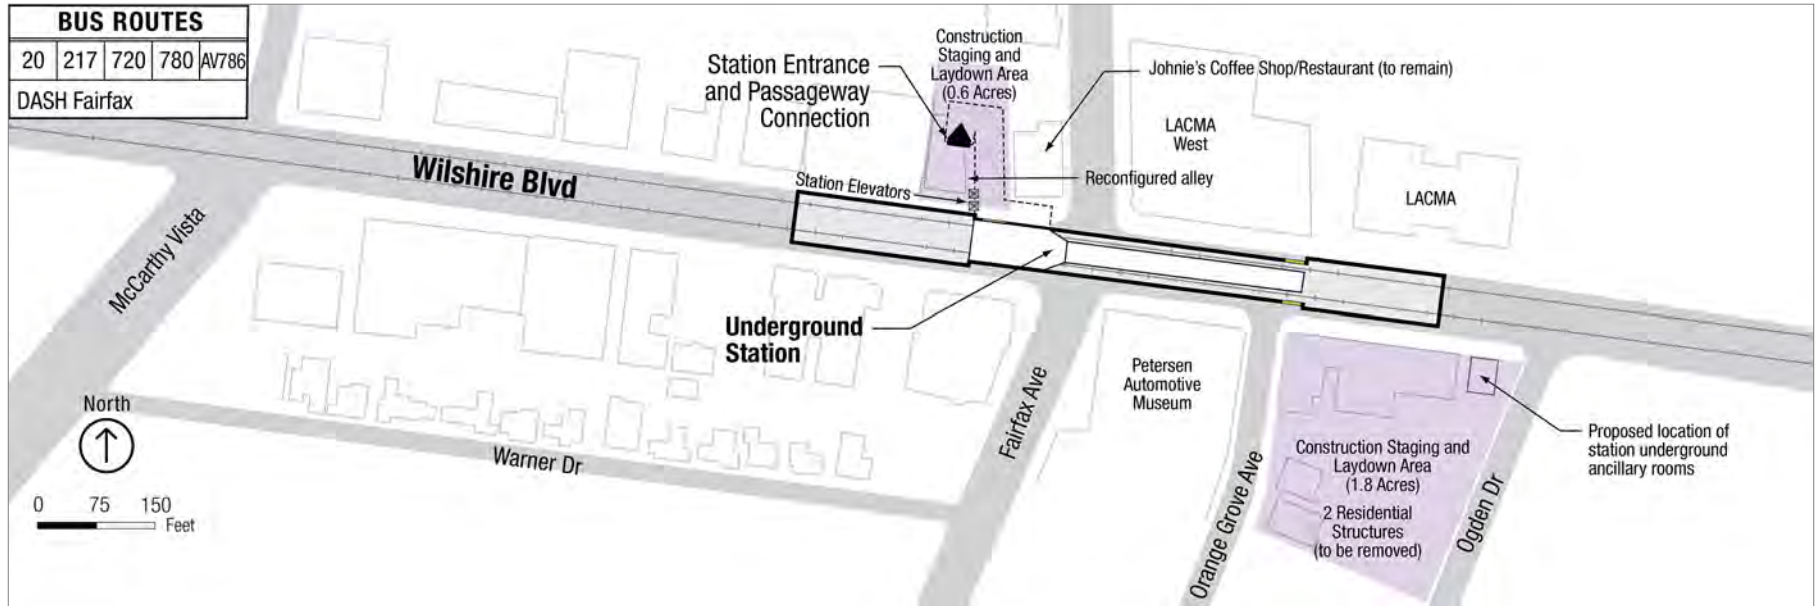 BUS ROUTES
20 217 720 780 AV786
DASH Fairfax
Station Entrance
and Passageway
Connection
Construction
Staging and
Laydown Area
(0.6 Acres)
Johnie's Coffee Shop/Restaurant (to remain)
LACMA
West
LACMA
Wilshire Blvd
Station Elevators
Reconfigured alley
McCarthy Vista
Underground
Station
Fairfax Ave
Petersen
Automotive
Museum
Orange Grove Ave
Construction Staging and
Laydown Area
(1.8 Acres)
2 Residential
Structures
(to be removed)
Ogden Dr
Proposed location of
station underground
ancillary rooms
Warner Dr
North
0 75 150
Feet